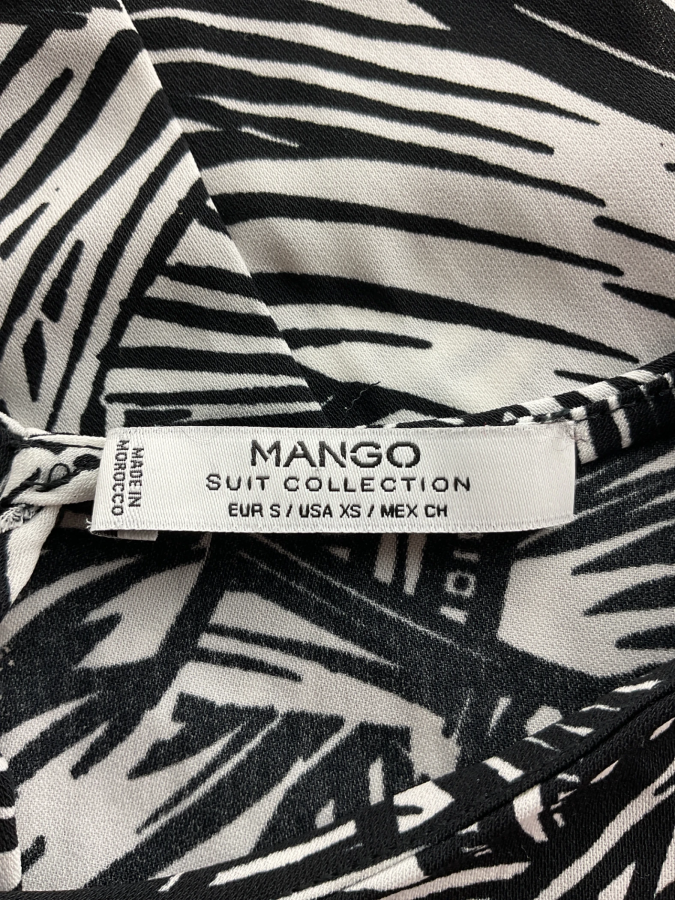 MANGO
SUIT COLLECTION
EUR S / USA XS / MEX CH
MADE IN
MOROCCO